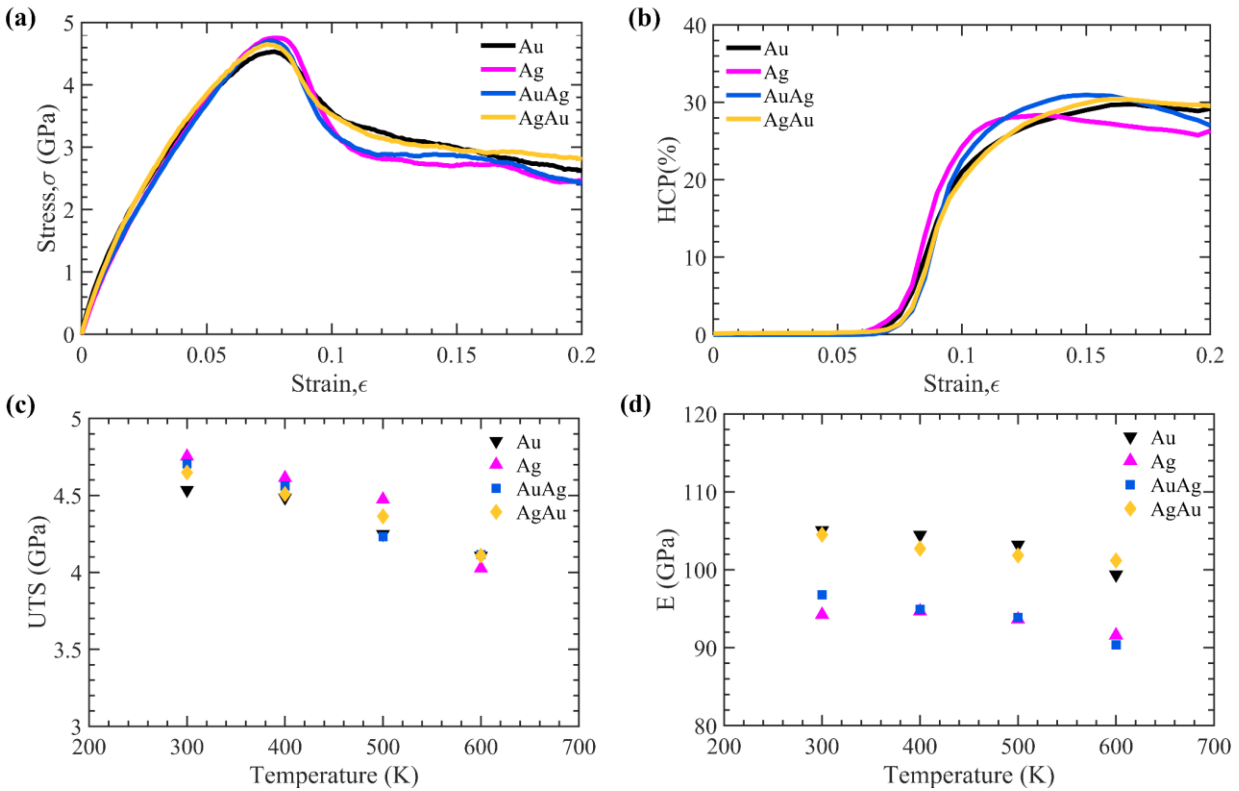 (a)
5
4
3
2
1
0
Stress,σ (GPa)
0 0.05 0.1 0.15 0.2
Strain,ϵ
Au
Ag
AuAg
AgAu
(b)
50
40
30
20
10
0
HCP(%)
0 0.05 0.1 0.15 0.2
Strain,ϵ
Au
Ag
AuAg
AgAu
(c)
5
4.5
4
3.5
3
UTS (GPa)
200 300 400 500 600 700
Temperature (K)
Au
Ag
AuAg
AgAu
(d)
120
110
100
90
80
E (GPa)
200 300 400 500 600 700
Temperature (K)
Au
Ag
AuAg
AgAu